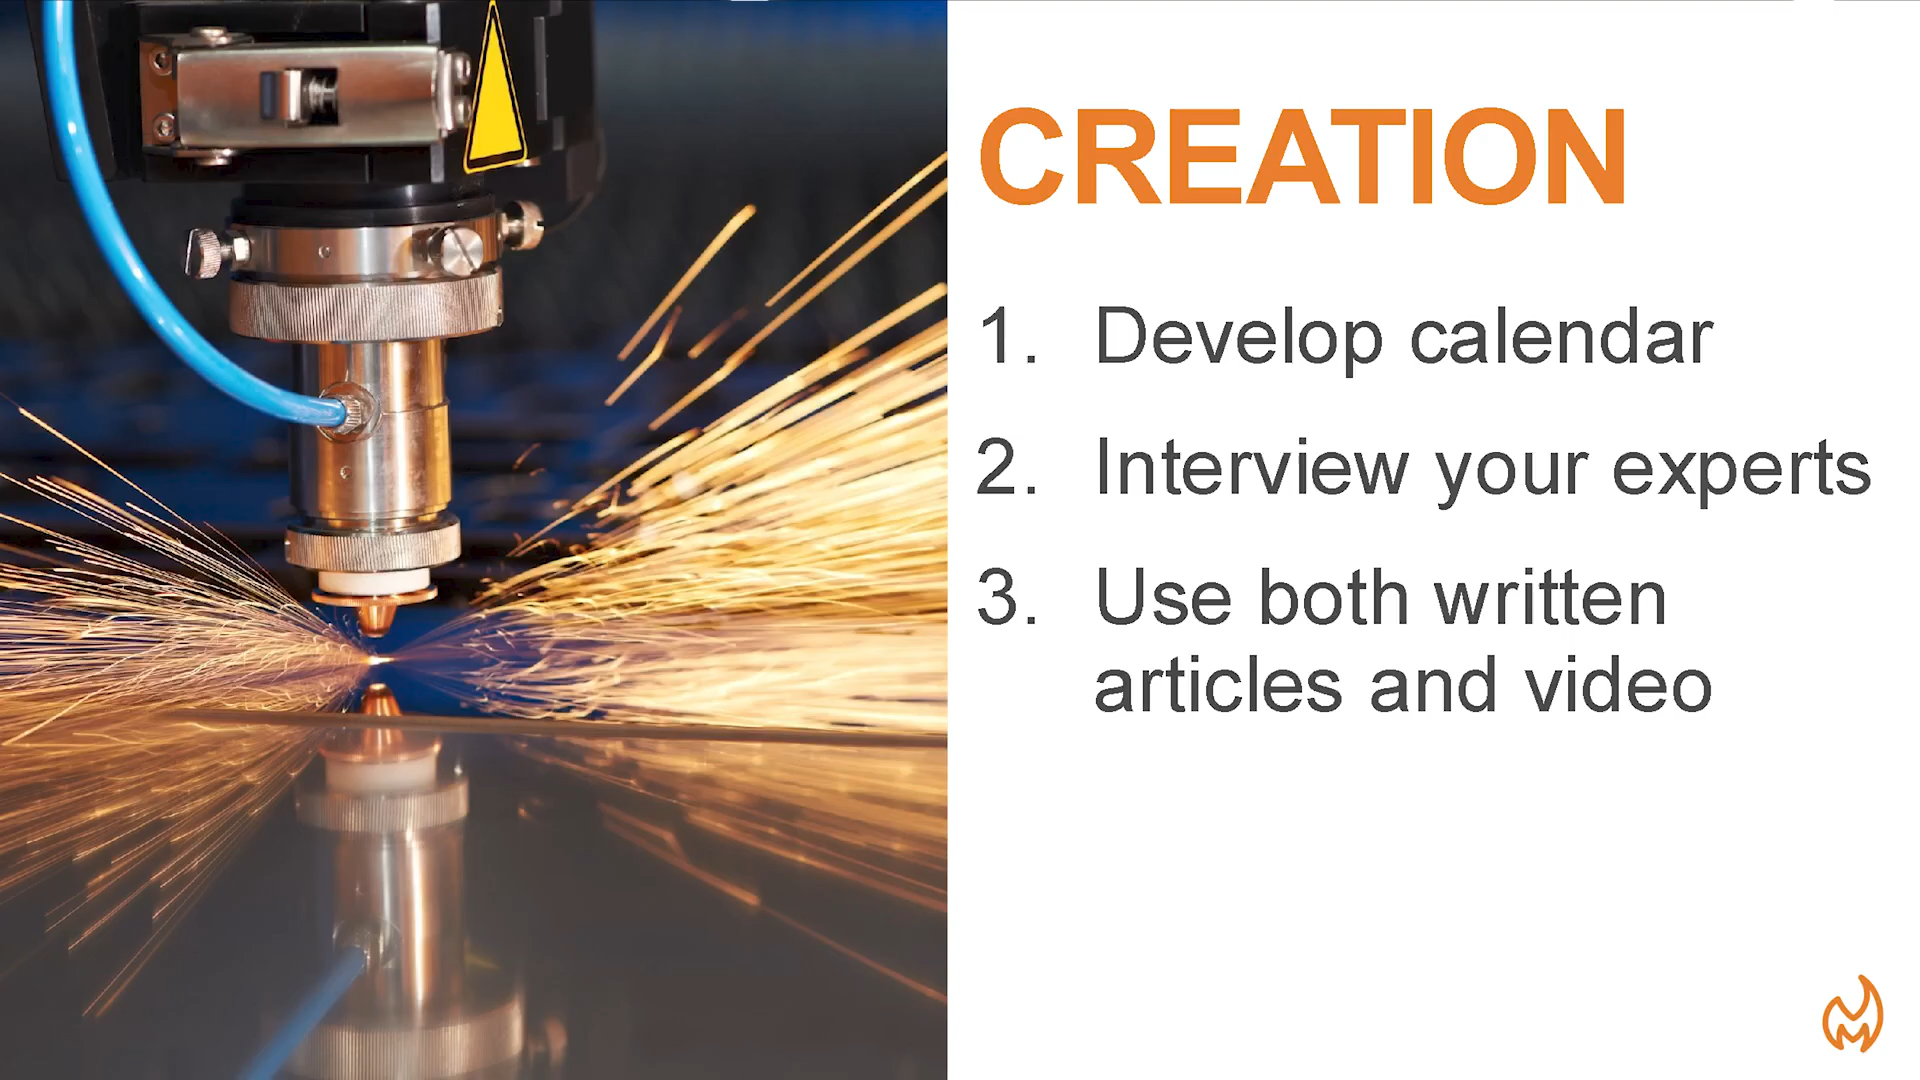 CREATION
1. Develop calendar
2. Interview your experts
3. Use both written
articles and video